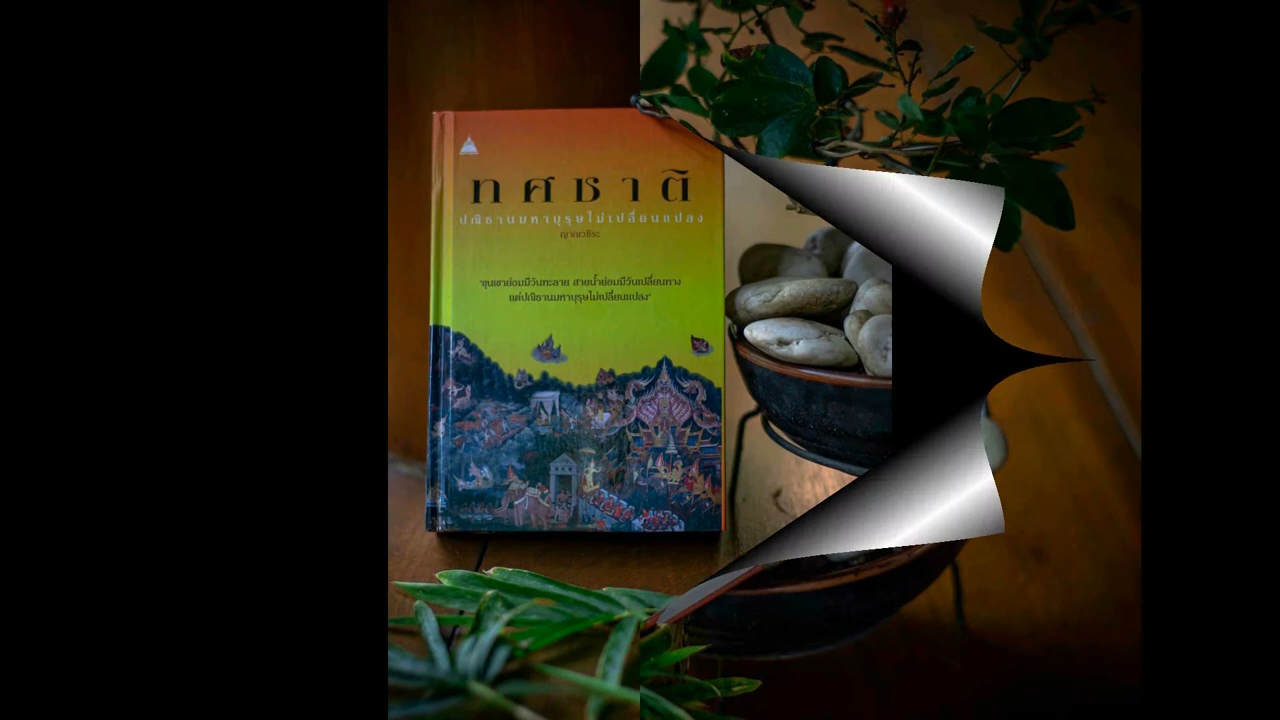 ทศชาติ
ปณิธานมหาบุรุษไม่เปลี่ยนแปลง
ญาณวชิระ
"ขุนเขาย่อมมีวันทะลาย สายน้ำย่อมมีวันเปลี่ยนทาง
แต่ปณิธานมหาบุรุษไม่เปลี่ยนแปลง"